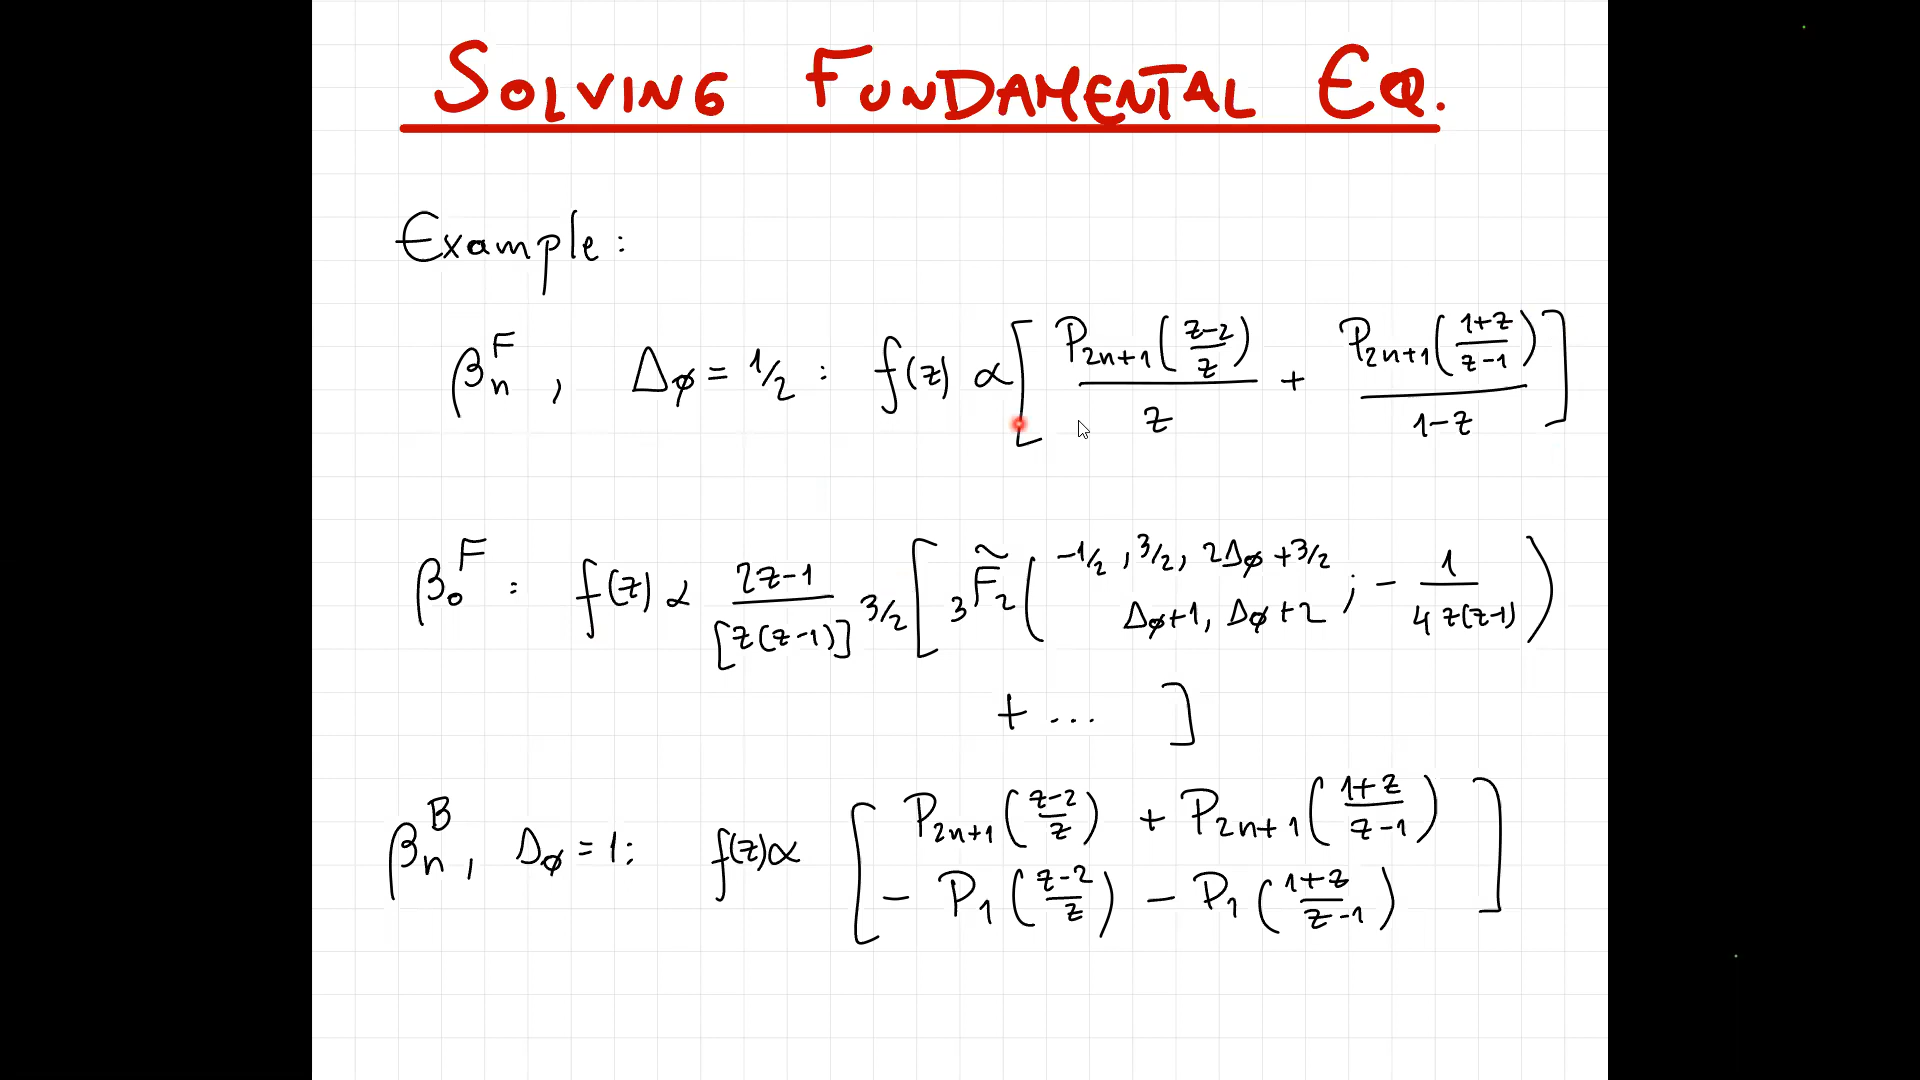 SOLVING FUNDAMENTAL EQ.
Example:
β_n^F , Δ_ϕ = 1/2 : f(z) ∝ [ P_{2n+1}((z-2)/z) / z + P_{2n+1}((1+z)/(z-1)) / (1-z) ]
β_0^F : f(z) ∝ (2z-1) / [z(z-1)]^{3/2} [ ₃F̃₂( -1/2 , 3/2, 2Δ_ϕ+3/2 ; Δ_ϕ+1, Δ_ϕ+2 ; - 1/(4z(z-1)) )
+ ... ]
β_n^B , Δ_ϕ = 1: f(z) ∝ [ P_{2n+1}((z-2)/z) + P_{2n+1}((1+z)/(z-1))
- P_1((z-2)/z) - P_1((1+z)/(z-1)) ]